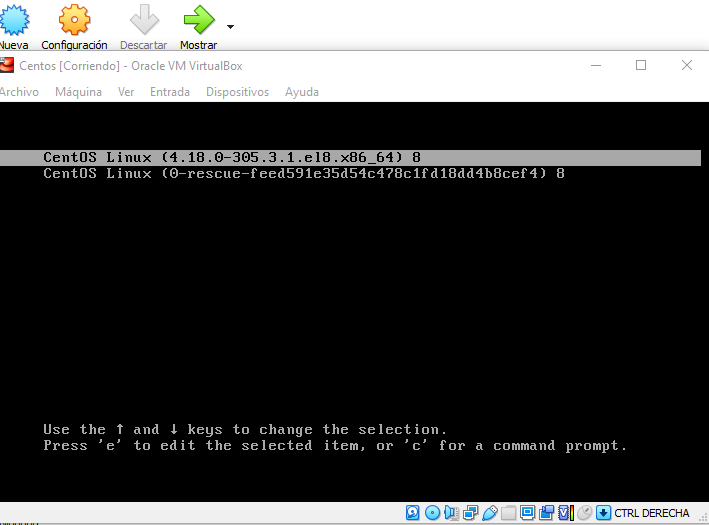 Nueva Configuración Descartar Mostrar
Centos [Corriendo] - Oracle VM VirtualBox
Archivo Máquina Ver Entrada Dispositivos Ayuda
CentOS Linux (4.18.0-305.3.1.el8.x86_64) 8
CentOS Linux (0-rescue-feed591e35d54c478c1fd18dd4b8cef4) 8
Use the ↑ and ↓ keys to change the selection.
Press 'e' to edit the selected item, or 'c' for a command prompt.
CTRL DERECHA